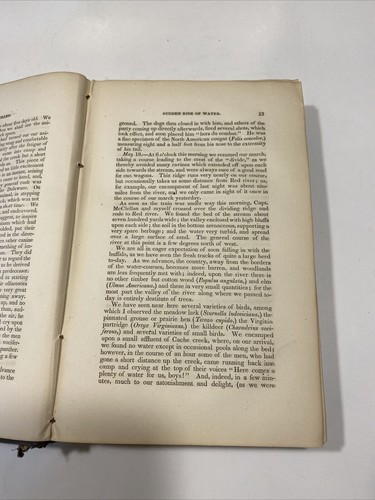 about five days old. We
SUDDEN RISE OF WATER. 23
geoned. The dogs then closed in with him, and others of the
party coming up directly afterwards, fired several shots, which
took effect, and soon placed him "hors du combat." He was
a fine specimen of the North American cougar (Felis concolor,)
measuring eight and a half feet from his nose to the extremity
of his tail.
May 19.—At 6 o'clock this morning we resumed our march,
taking a course leading to the crest of the "divide," as we
thereby avoided many ravines which extended off from each
side towards the stream, and were always sure of a good road
for our wagons. This ridge runs very nearly on our course,
but occasionally takes us some distance from Red river; as
for example, our encampment of last night was about nine
miles from the river, and we only came in sight of it once in
the course of our march yesterday.
As soon as the train was under way this morning, Capt.
McClellan and myself crossed over the dividing ridge and
rode to Red river. We found the bed of the stream about
seven hundred yards wide; the valley enclosed with high bluffs
upon each side; the soil in the bottom arenaceous, supporting a
very spare herbage; and the water very turbid, and spread
over a large surface of sand. The general course of the
river at this point is a few degrees north of west.
We are all in eager expectation of soon falling in with the
buffalo, as we have seen the fresh tracks of quite a large herd
to-day. As we advance, the country, away from the borders
of the water-courses, becomes more barren, and woodlands
are less frequently met with; indeed, upon the river there is
no other timber but cotton wood (Populus angulata,) and elm
(Ulmus Americana,) and these in very small quantities; for the
most part the valley of the river along where we passed to-
day is entirely destitute of trees.
We have seen near here several varieties of birds, among
which I observed the meadow lark (Sturnella ludoviciana,) the
pinnated grouse or prairie hen (Tetrao cupido,) the Virginia
partridge (Ortyx Virginianus,) the killdeer (Charadrius voci-
ferus,) and several varieties of small birds. We encamped
upon a small affluent of Cache creek, where, on our arrival,
we found no water except in occasional pools along the bed;
however, in the course of an hour some of the men, who had
gone a short distance up the creek, came running back into
camp and crying at the top of their voices "Here comes a
plenty of water for us, boys!" And, indeed, in a few min-
utes, much to our astonishment and delight, (as we were